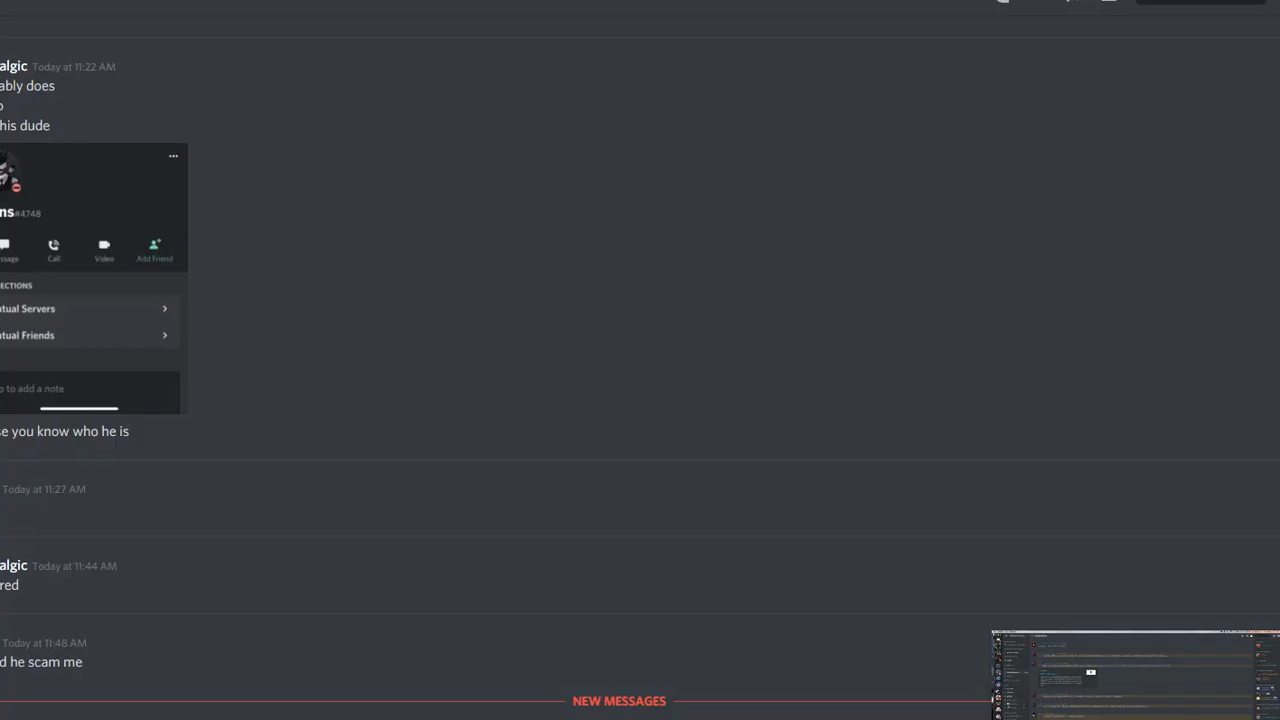 algic Today at 11:22 AM
ably does
o
his dude
ns#4748
ssage Call Video Add Friend
ECTIONS
utual Servers
utual Friends
p to add a note
se you know who he is
Today at 11:27 AM
algic Today at 11:44 AM
red
Today at 11:48 AM
d he scam me
NEW MESSAGES